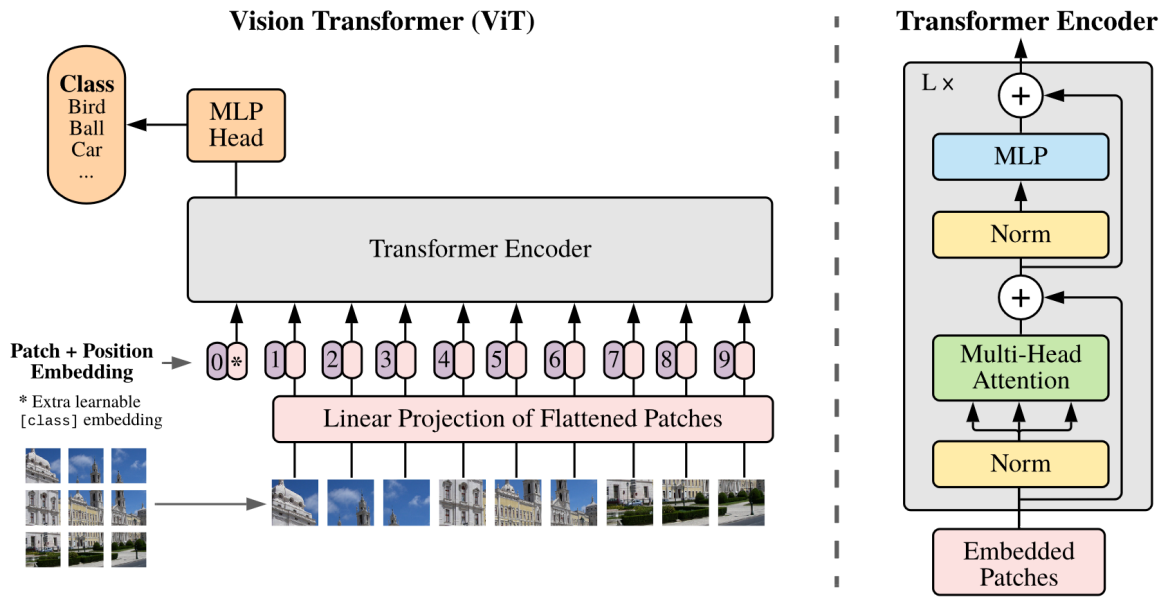 Vision Transformer (ViT)
Class
Bird
Ball
Car
...
MLP
Head
Transformer Encoder
Patch + Position
Embedding
0 * 1 2 3 4 5 6 7 8 9
* Extra learnable
[class] embedding
Linear Projection of Flattened Patches
Transformer Encoder
L ×
+
MLP
Norm
+
Multi-Head
Attention
Norm
Embedded
Patches